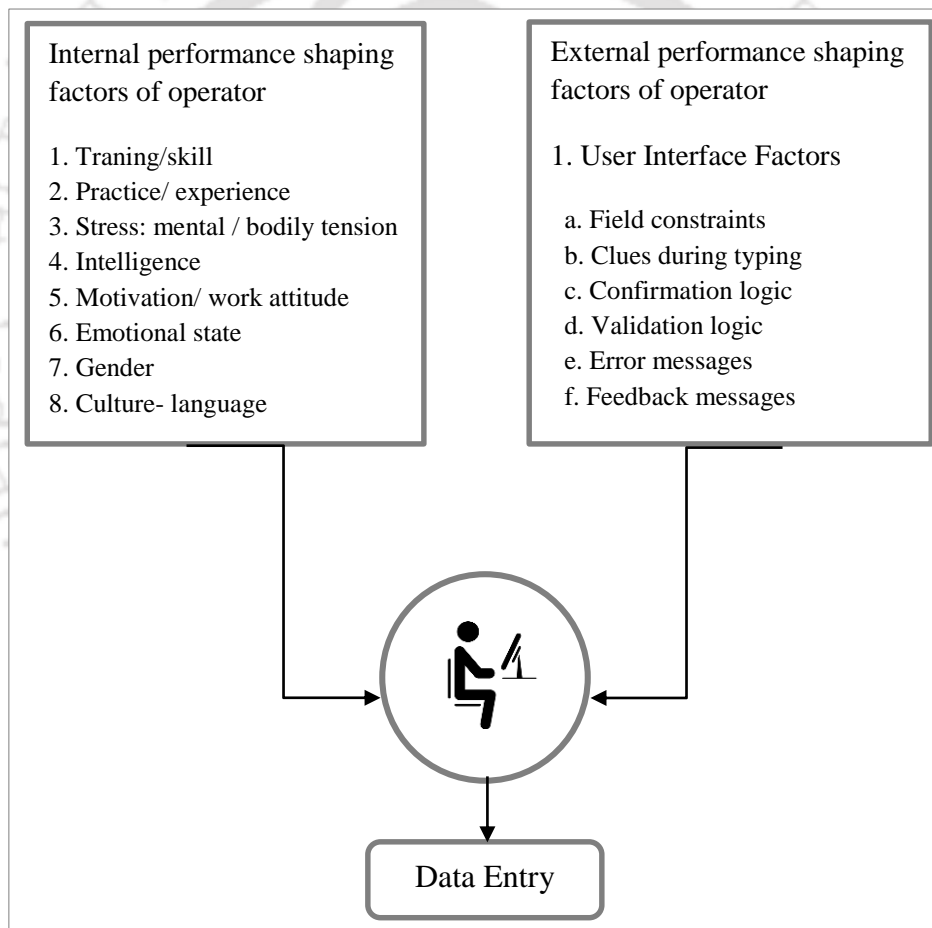 Internal performance shaping
factors of operator
1. Traning/skill
2. Practice/ experience
3. Stress: mental / bodily tension
4. Intelligence
5. Motivation/ work attitude
6. Emotional state
7. Gender
8. Culture- language
External performance shaping
factors of operator
1. User Interface Factors
a. Field constraints
b. Clues during typing
c. Confirmation logic
d. Validation logic
e. Error messages
f. Feedback messages
Data Entry